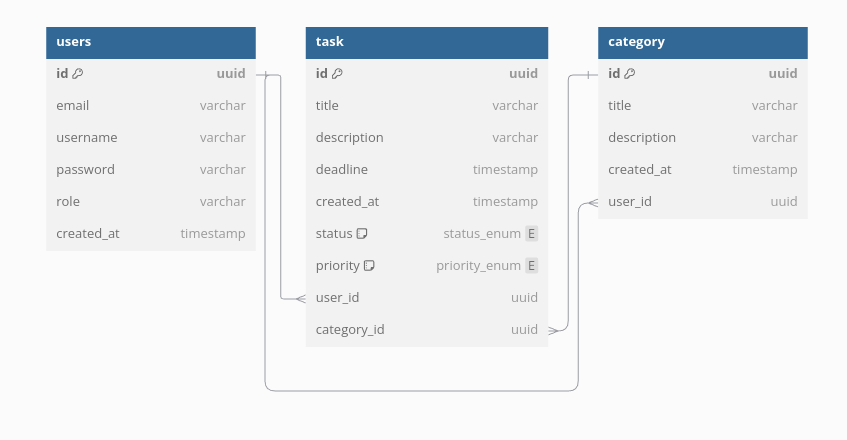 users
id uuid
email varchar
username varchar
password varchar
role varchar
created_at timestamp
task
id uuid
title varchar
description varchar
deadline timestamp
created_at timestamp
status status_enum E
priority priority_enum E
user_id uuid
category_id uuid
category
id uuid
title varchar
description varchar
created_at timestamp
user_id uuid